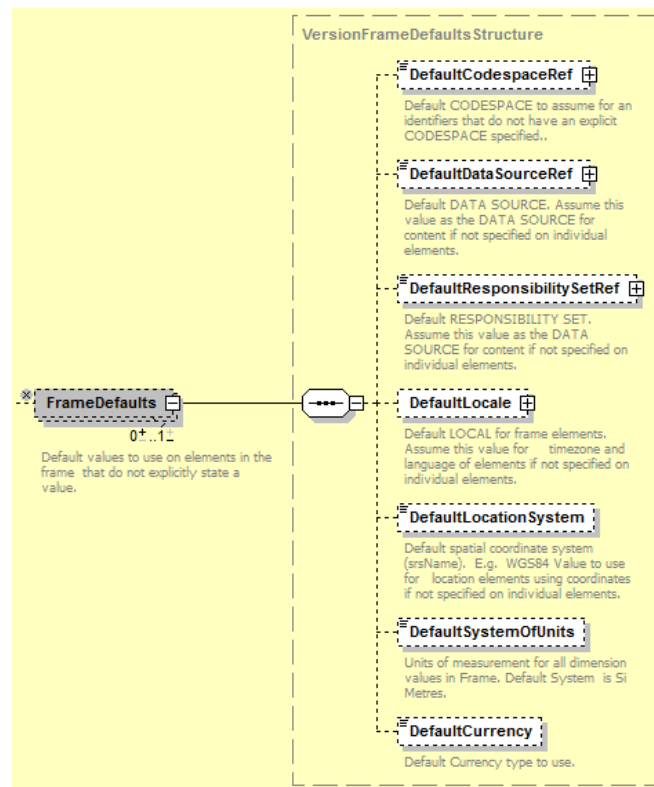 VersionFrameDefaultsStructure
DefaultCodespaceRef
Default CODESPACE to assume for an
identifiers that do not have an explicit
CODESPACE specified..
DefaultDataSourceRef
Default DATA SOURCE. Assume this
value as the DATA SOURCE for
content if not specified on individual
elements.
DefaultResponsibilitySetRef
Default RESPONSIBILITY SET.
Assume this value as the DATA
SOURCE for content if not specified on
individual elements.
FrameDefaults
0..1
Default values to use on elements in the
frame that do not explicitly state a
value.
DefaultLocale
Default LOCAL for frame elements.
Assume this value for timezone and
language of elements if not specified on
individual elements.
DefaultLocationSystem
Default spatial coordinate system
(srsName). E.g. WGS84 Value to use
for location elements using coordinates
if not specified on individual elements.
DefaultSystemOfUnits
Units of measurement for all dimension
values in Frame. Default System is Si
Metres.
DefaultCurrency
Default Currency type to use.